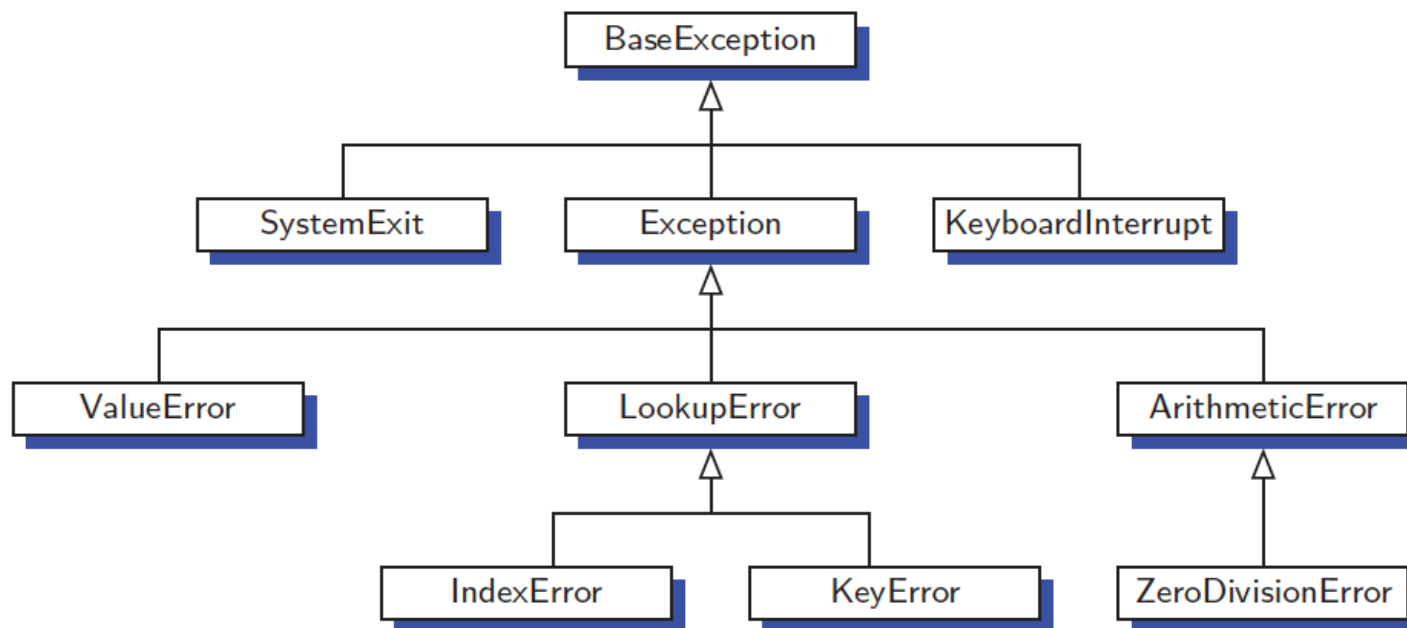 BaseException
SystemExit
Exception
KeyboardInterrupt
ValueError
LookupError
ArithmeticError
IndexError
KeyError
ZeroDivisionError